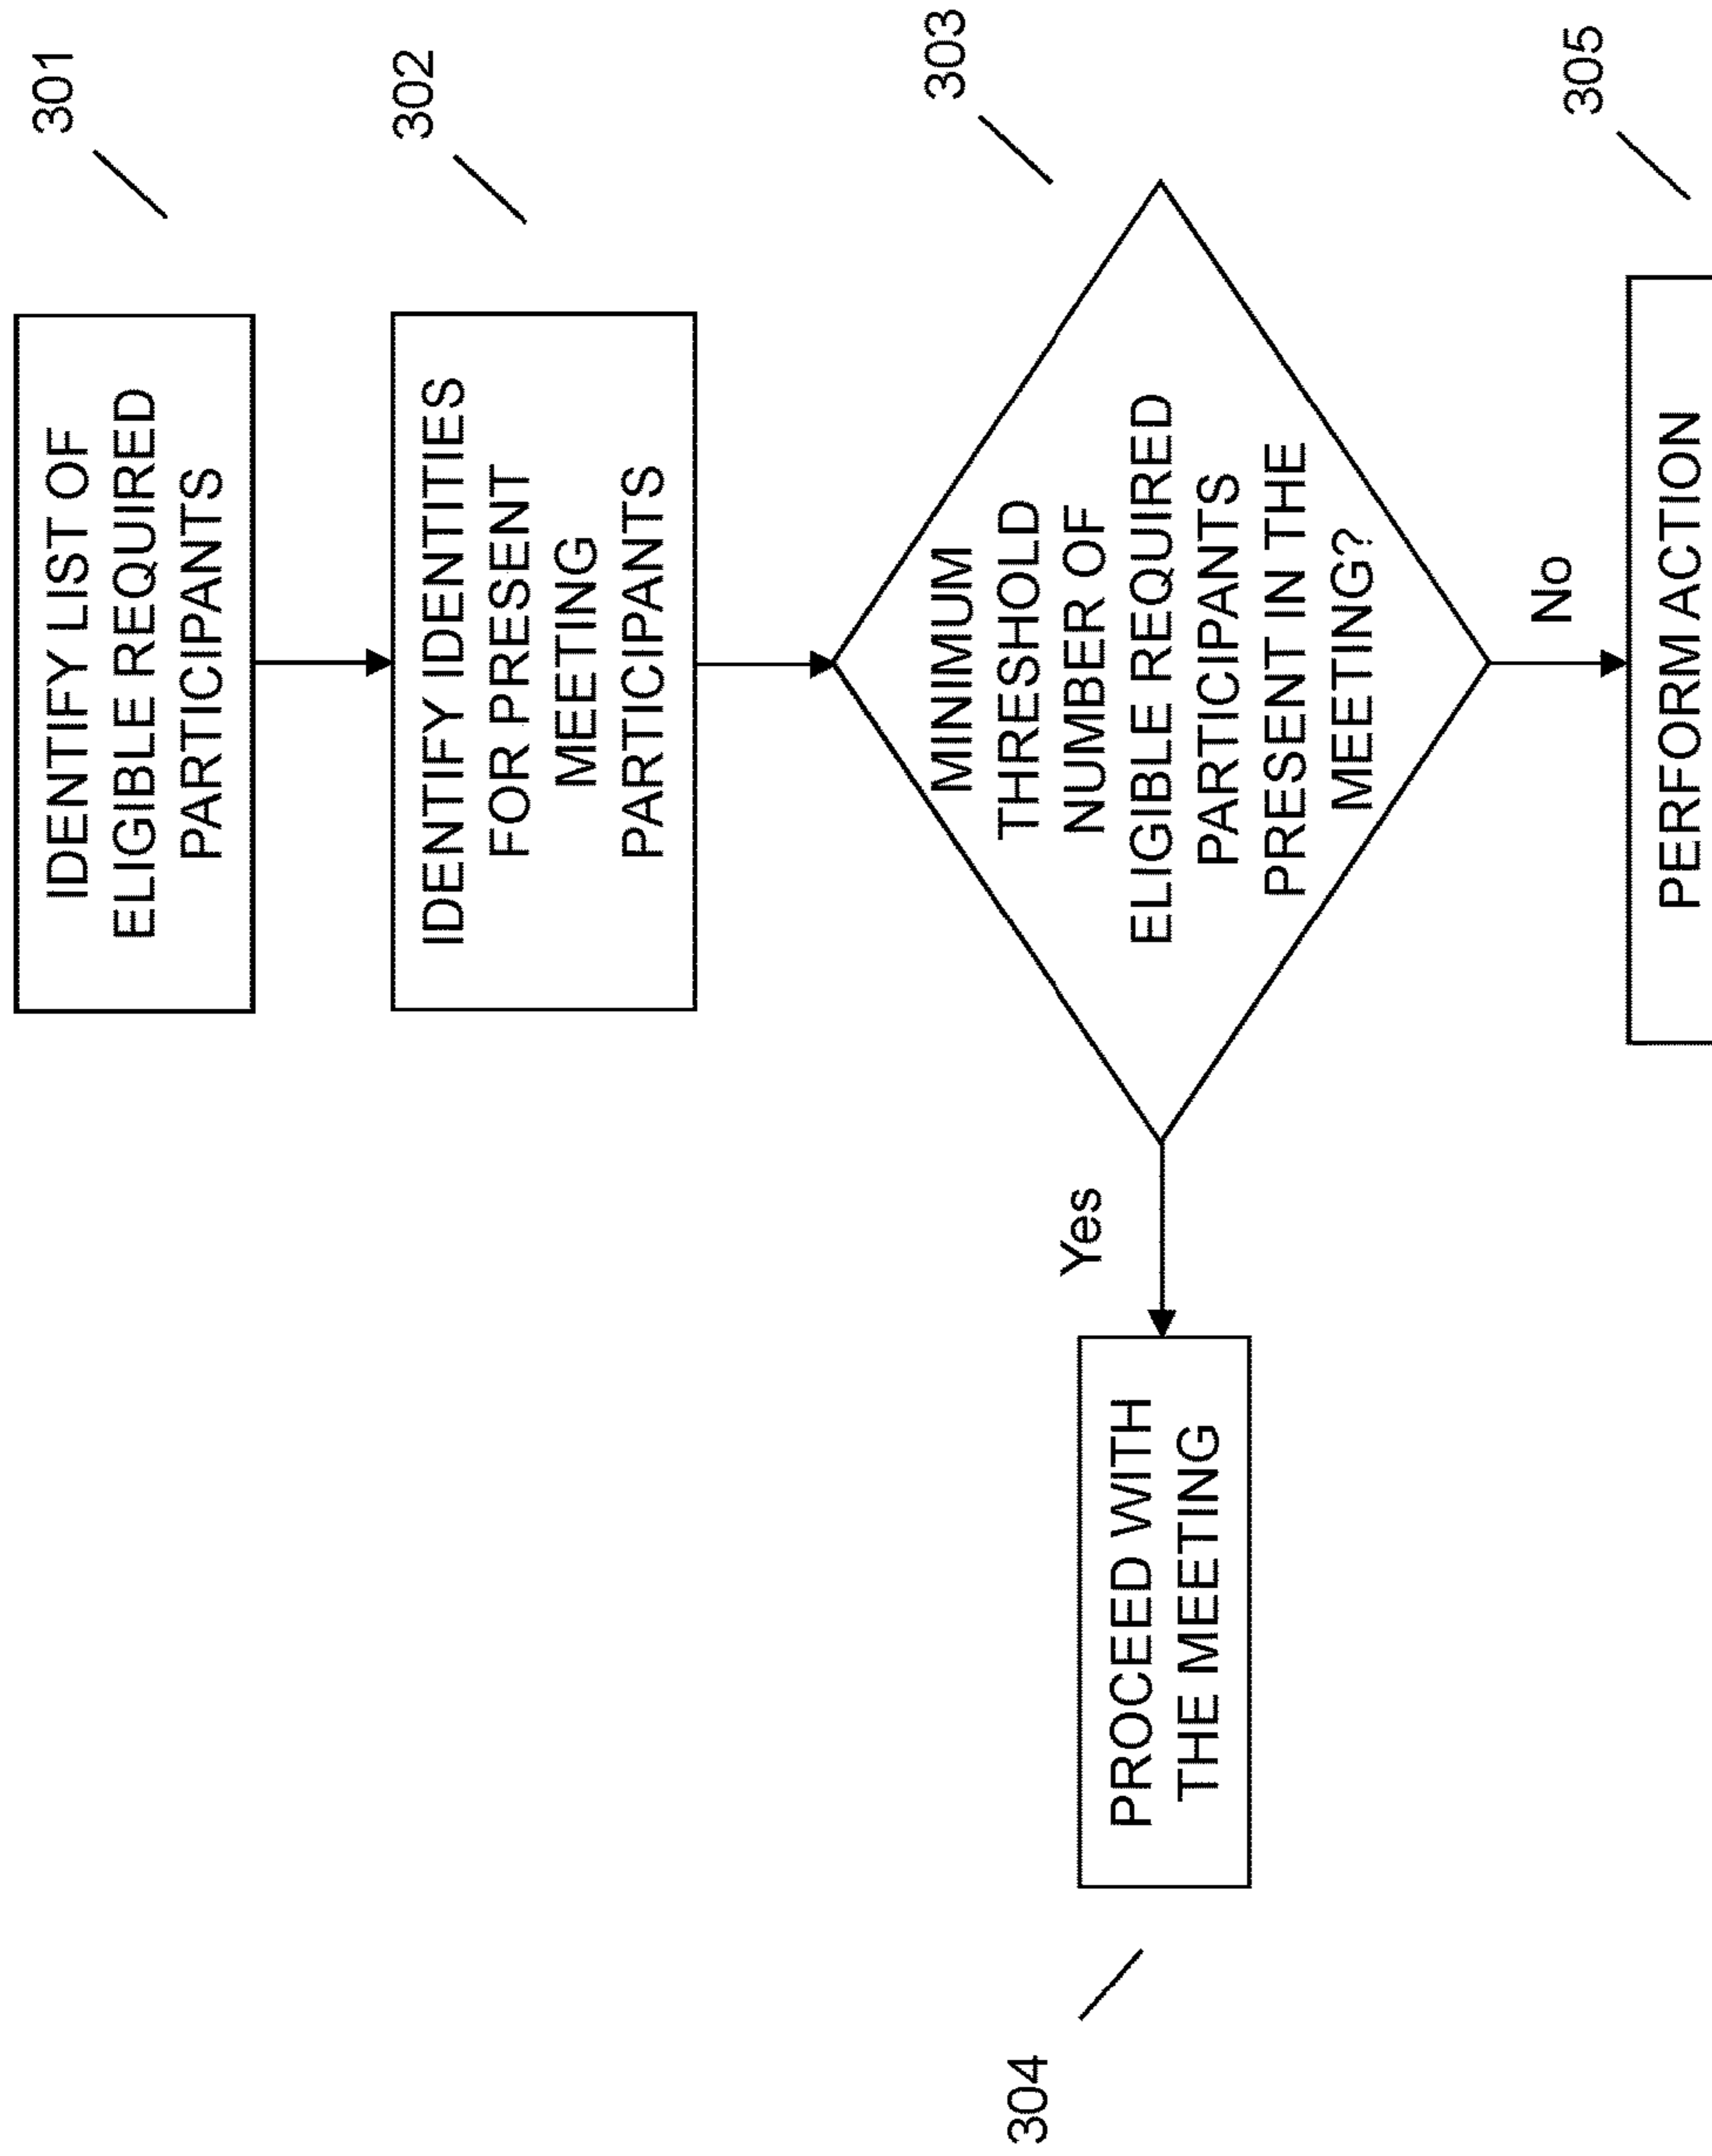 301
IDENTIFY LIST OF
ELIGIBLE REQUIRED
PARTICIPANTS
302
IDENTIFY IDENTITIES
FOR PRESENT
MEETING
PARTICIPANTS
303
MINIMUM
THRESHOLD
NUMBER OF
ELIGIBLE REQUIRED
PARTICIPANTS
PRESENT IN THE
MEETING?
Yes
304
PROCEED WITH
THE MEETING
No
305
PERFORM ACTION